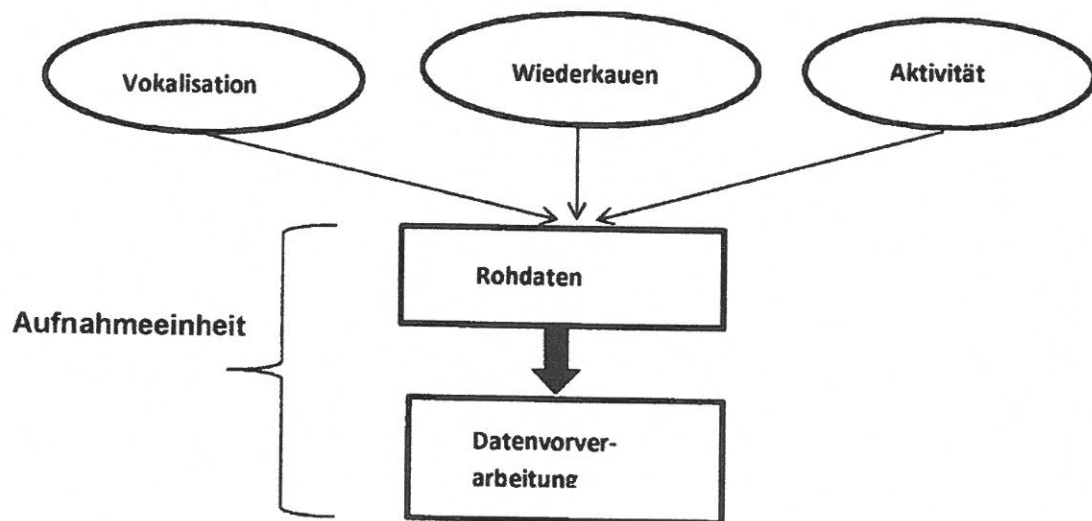 Vokalisation
Wiederkauen
Aktivität
Rohdaten
Aufnahmeeinheit
Datenvorver-
arbeitung